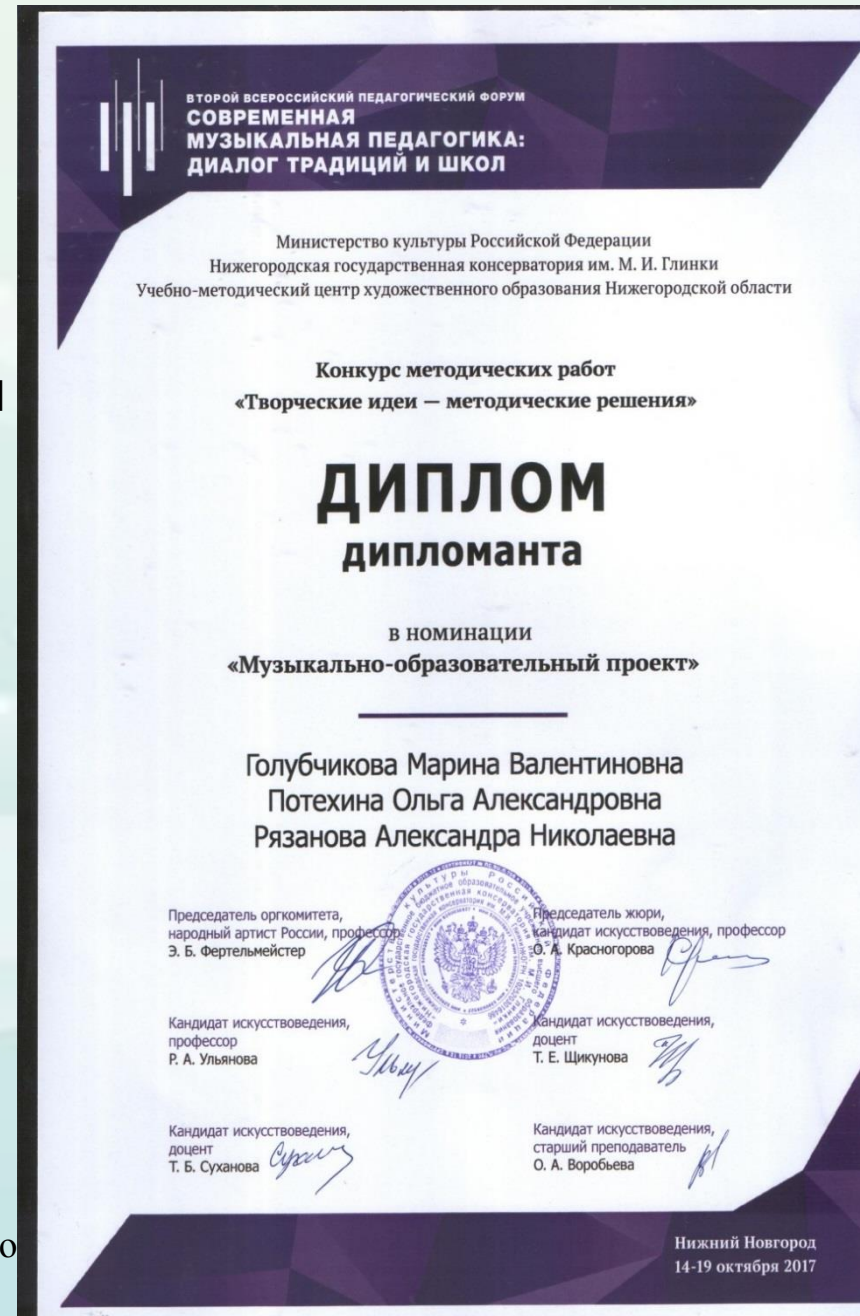 ВТОРОЙ ВСЕРОССИЙСКИЙ ПЕДАГОГИЧЕСКИЙ ФОРУМ
СОВРЕМЕННАЯ
МУЗЫКАЛЬНАЯ ПЕДАГОГИКА:
ДИАЛОГ ТРАДИЦИЙ И ШКОЛ
Министерство культуры Российской Федерации
Нижегородская государственная консерватория им. М. И. Глинки
Учебно-методический центр художественного образования Нижегородской области
Конкурс методических работ
«Творческие идеи — методические решения»
ДИПЛОМ
дипломанта
в номинации
«Музыкально-образовательный проект»
Голубчикова Марина Валентиновна
Потехина Ольга Александровна
Рязанова Александра Николаевна
Председатель оргкомитета,
народный артист России, профессор
Э. Б. Фертельмейстер
Председатель жюри,
кандидат искусствоведения, профессор
О. А. Красногорова
Кандидат искусствоведения,
профессор
Р. А. Ульянова
Кандидат искусствоведения,
доцент
Т. Е. Щикунова
Кандидат искусствоведения,
доцент
Т. Б. Суханова
Кандидат искусствоведения,
старший преподаватель
О. А. Воробьева
Нижний Новгород
14-19 октября 2017